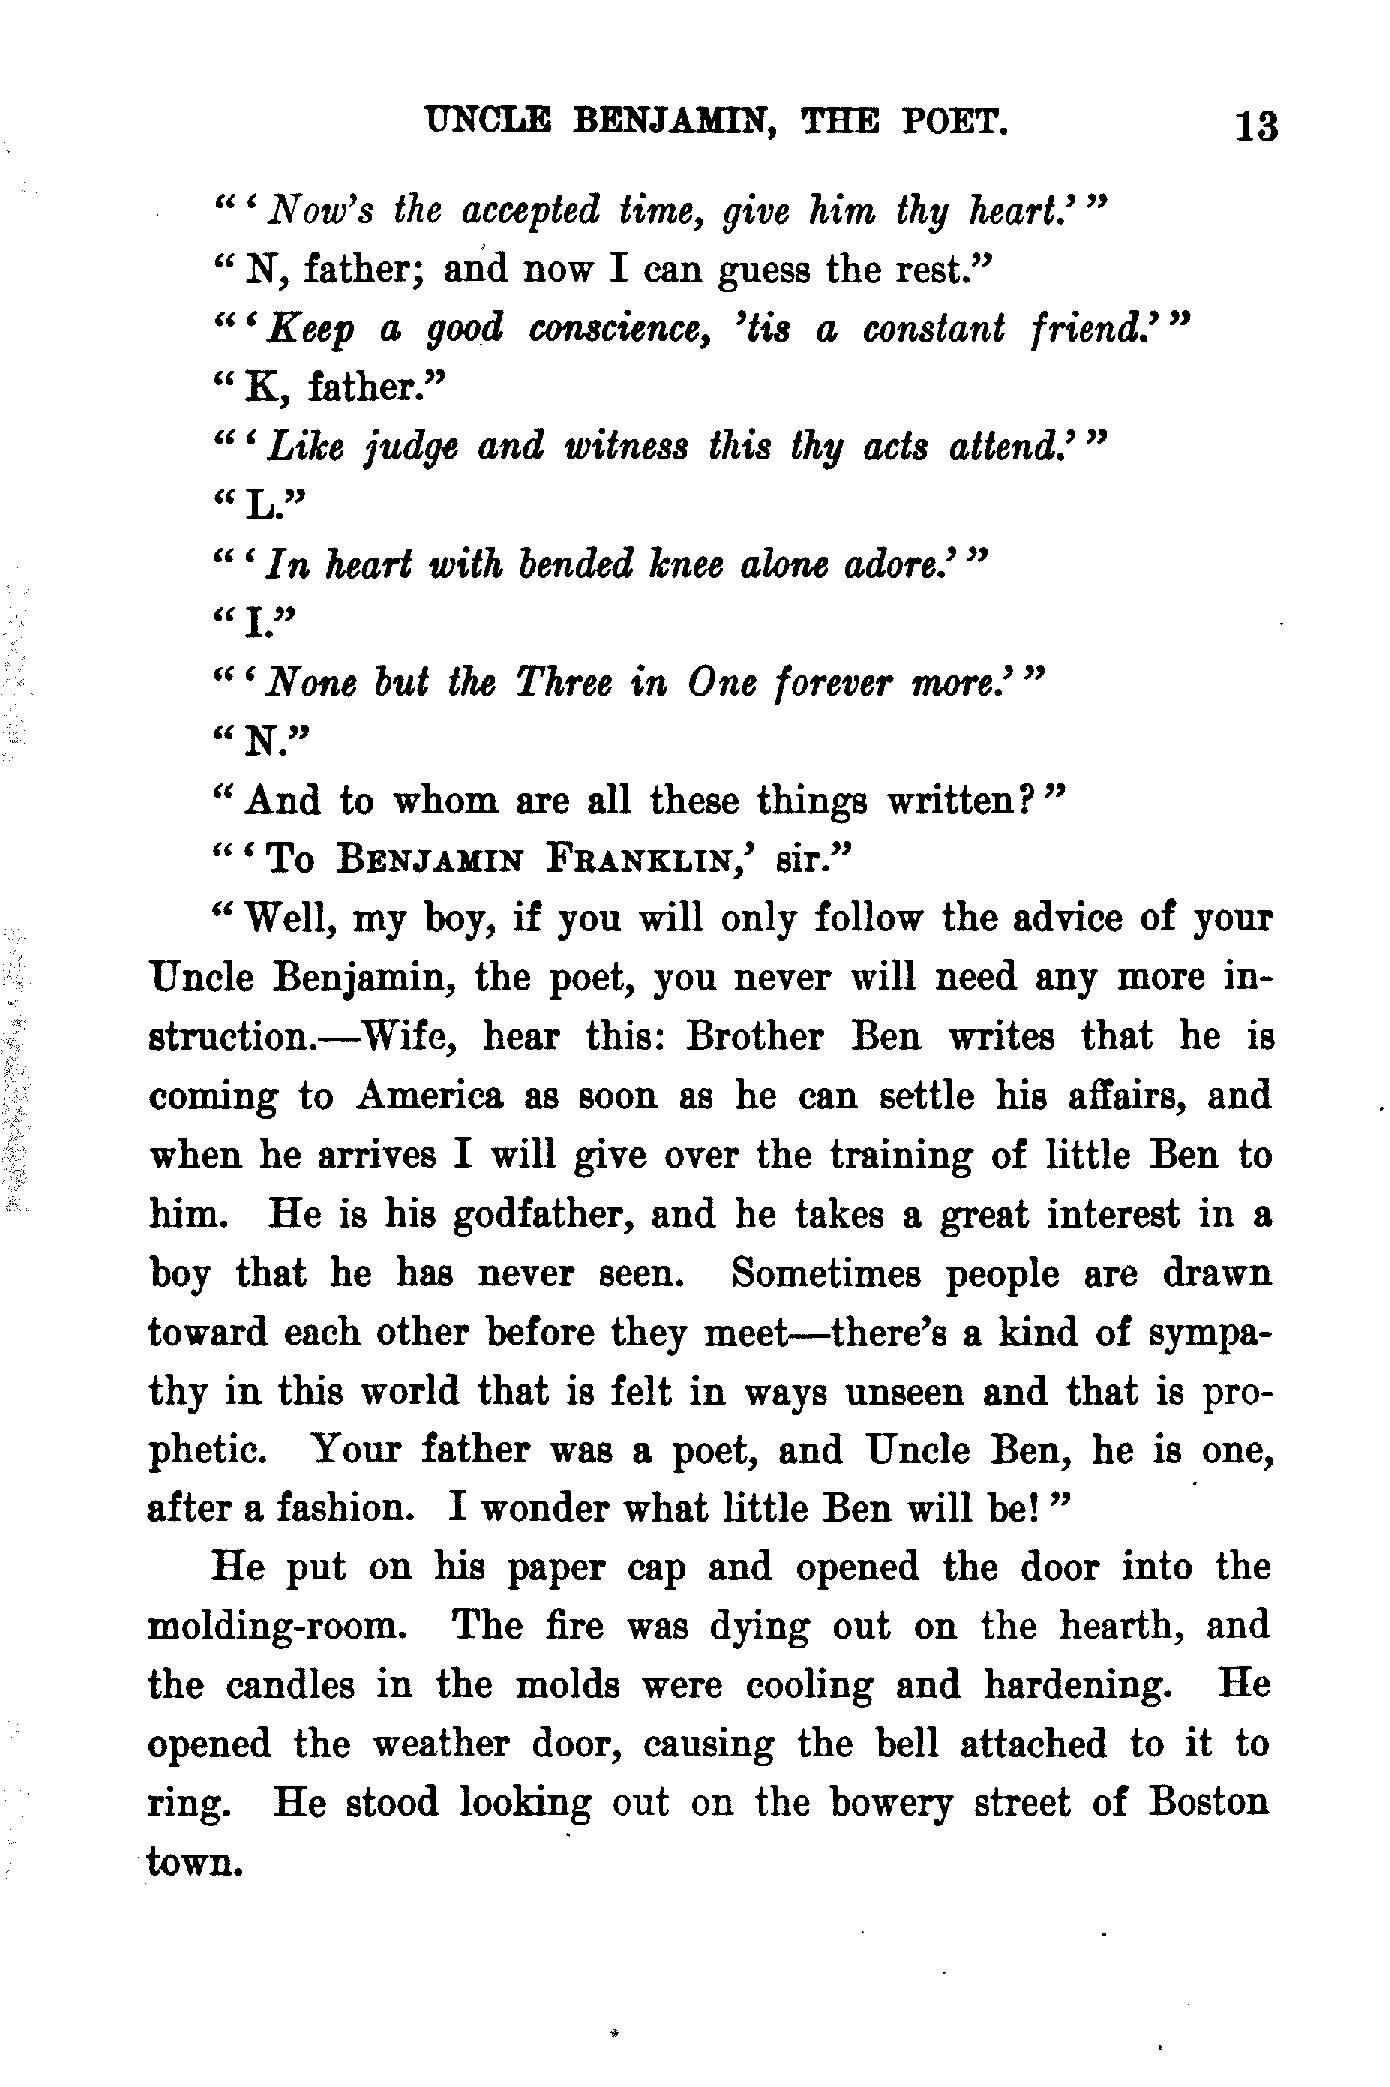 UNCLE BENJAMIN, THE POET. 13
“ ‘ Now’s the accepted time, give him thy heart.’ ”
“ N, father; and now I can guess the rest.”
“ ‘ Keep a good conscience, ’tis a constant friend.’ ”
“ K, father.”
“ ‘ Like judge and witness this thy acts attend.’ ”
“ L.”
“ ‘ In heart with bended knee alone adore.’ ”
“ I.”
“ ‘ None but the Three in One forever more.’ ”
“ N.”
“ And to whom are all these things written? ”
“ ‘ To BENJAMIN FRANKLIN,’ sir.”
“ Well, my boy, if you will only follow the advice of your
Uncle Benjamin, the poet, you never will need any more in-
struction.—Wife, hear this: Brother Ben writes that he is
coming to America as soon as he can settle his affairs, and
when he arrives I will give over the training of little Ben to
him. He is his godfather, and he takes a great interest in a
boy that he has never seen. Sometimes people are drawn
toward each other before they meet—there’s a kind of sympa-
thy in this world that is felt in ways unseen and that is pro-
phetic. Your father was a poet, and Uncle Ben, he is one,
after a fashion. I wonder what little Ben will be! ”
He put on his paper cap and opened the door into the
molding-room. The fire was dying out on the hearth, and
the candles in the molds were cooling and hardening. He
opened the weather door, causing the bell attached to it to
ring. He stood looking out on the bowery street of Boston
town.